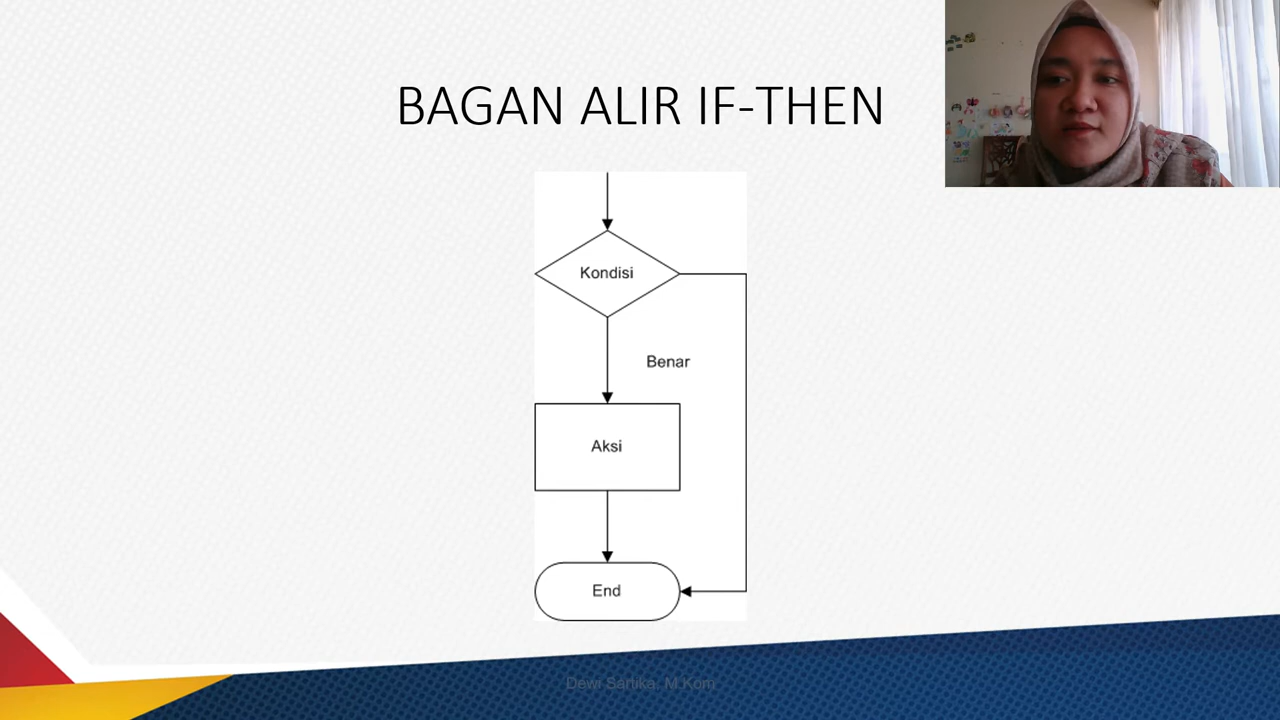 BAGAN ALIR IF-THEN
Kondisi
Benar
Aksi
End
Dewi Sartika, M.Kom